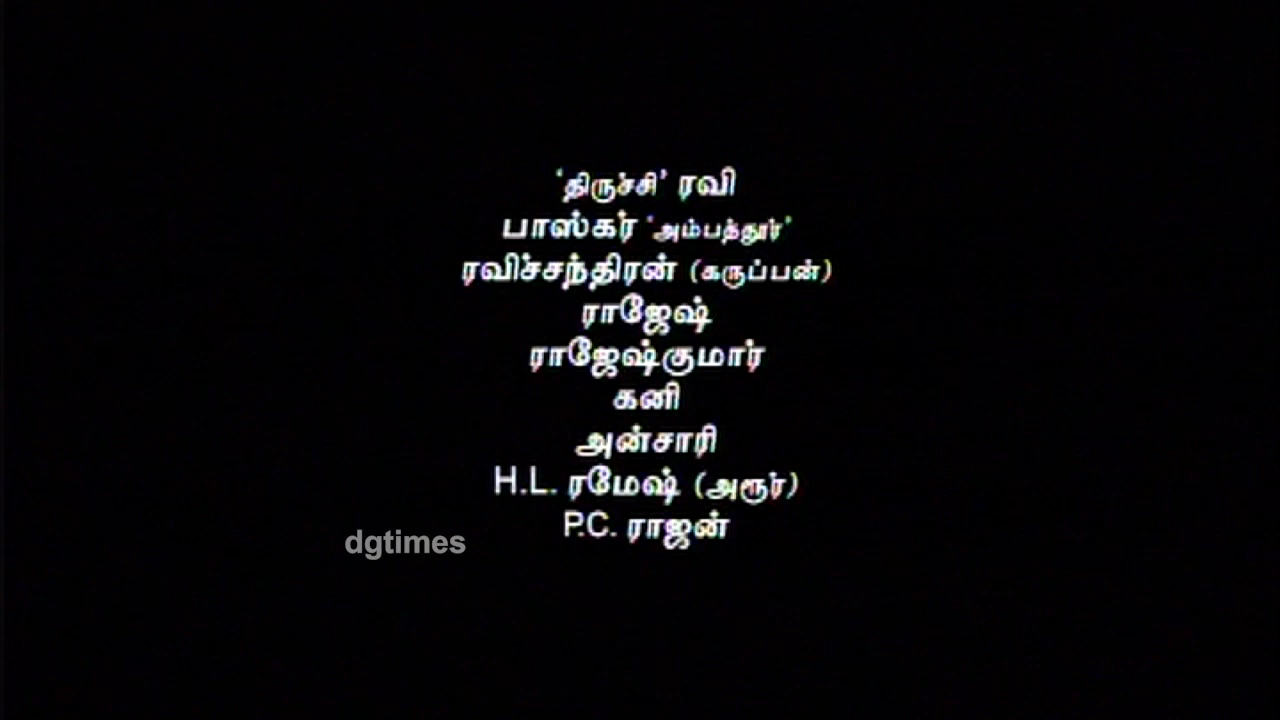 ‘திருச்சி’ ரவி
பாஸ்கர் ‘அம்பத்தூர்’
ரவிச்சந்திரன் (கருப்பன்)
ராஜேஷ்
ராஜேஷ்குமார்
கனி
அன்சாரி
H.L. ரமேஷ் (அரூர்)
P.C. ராஜன்
dgtimes